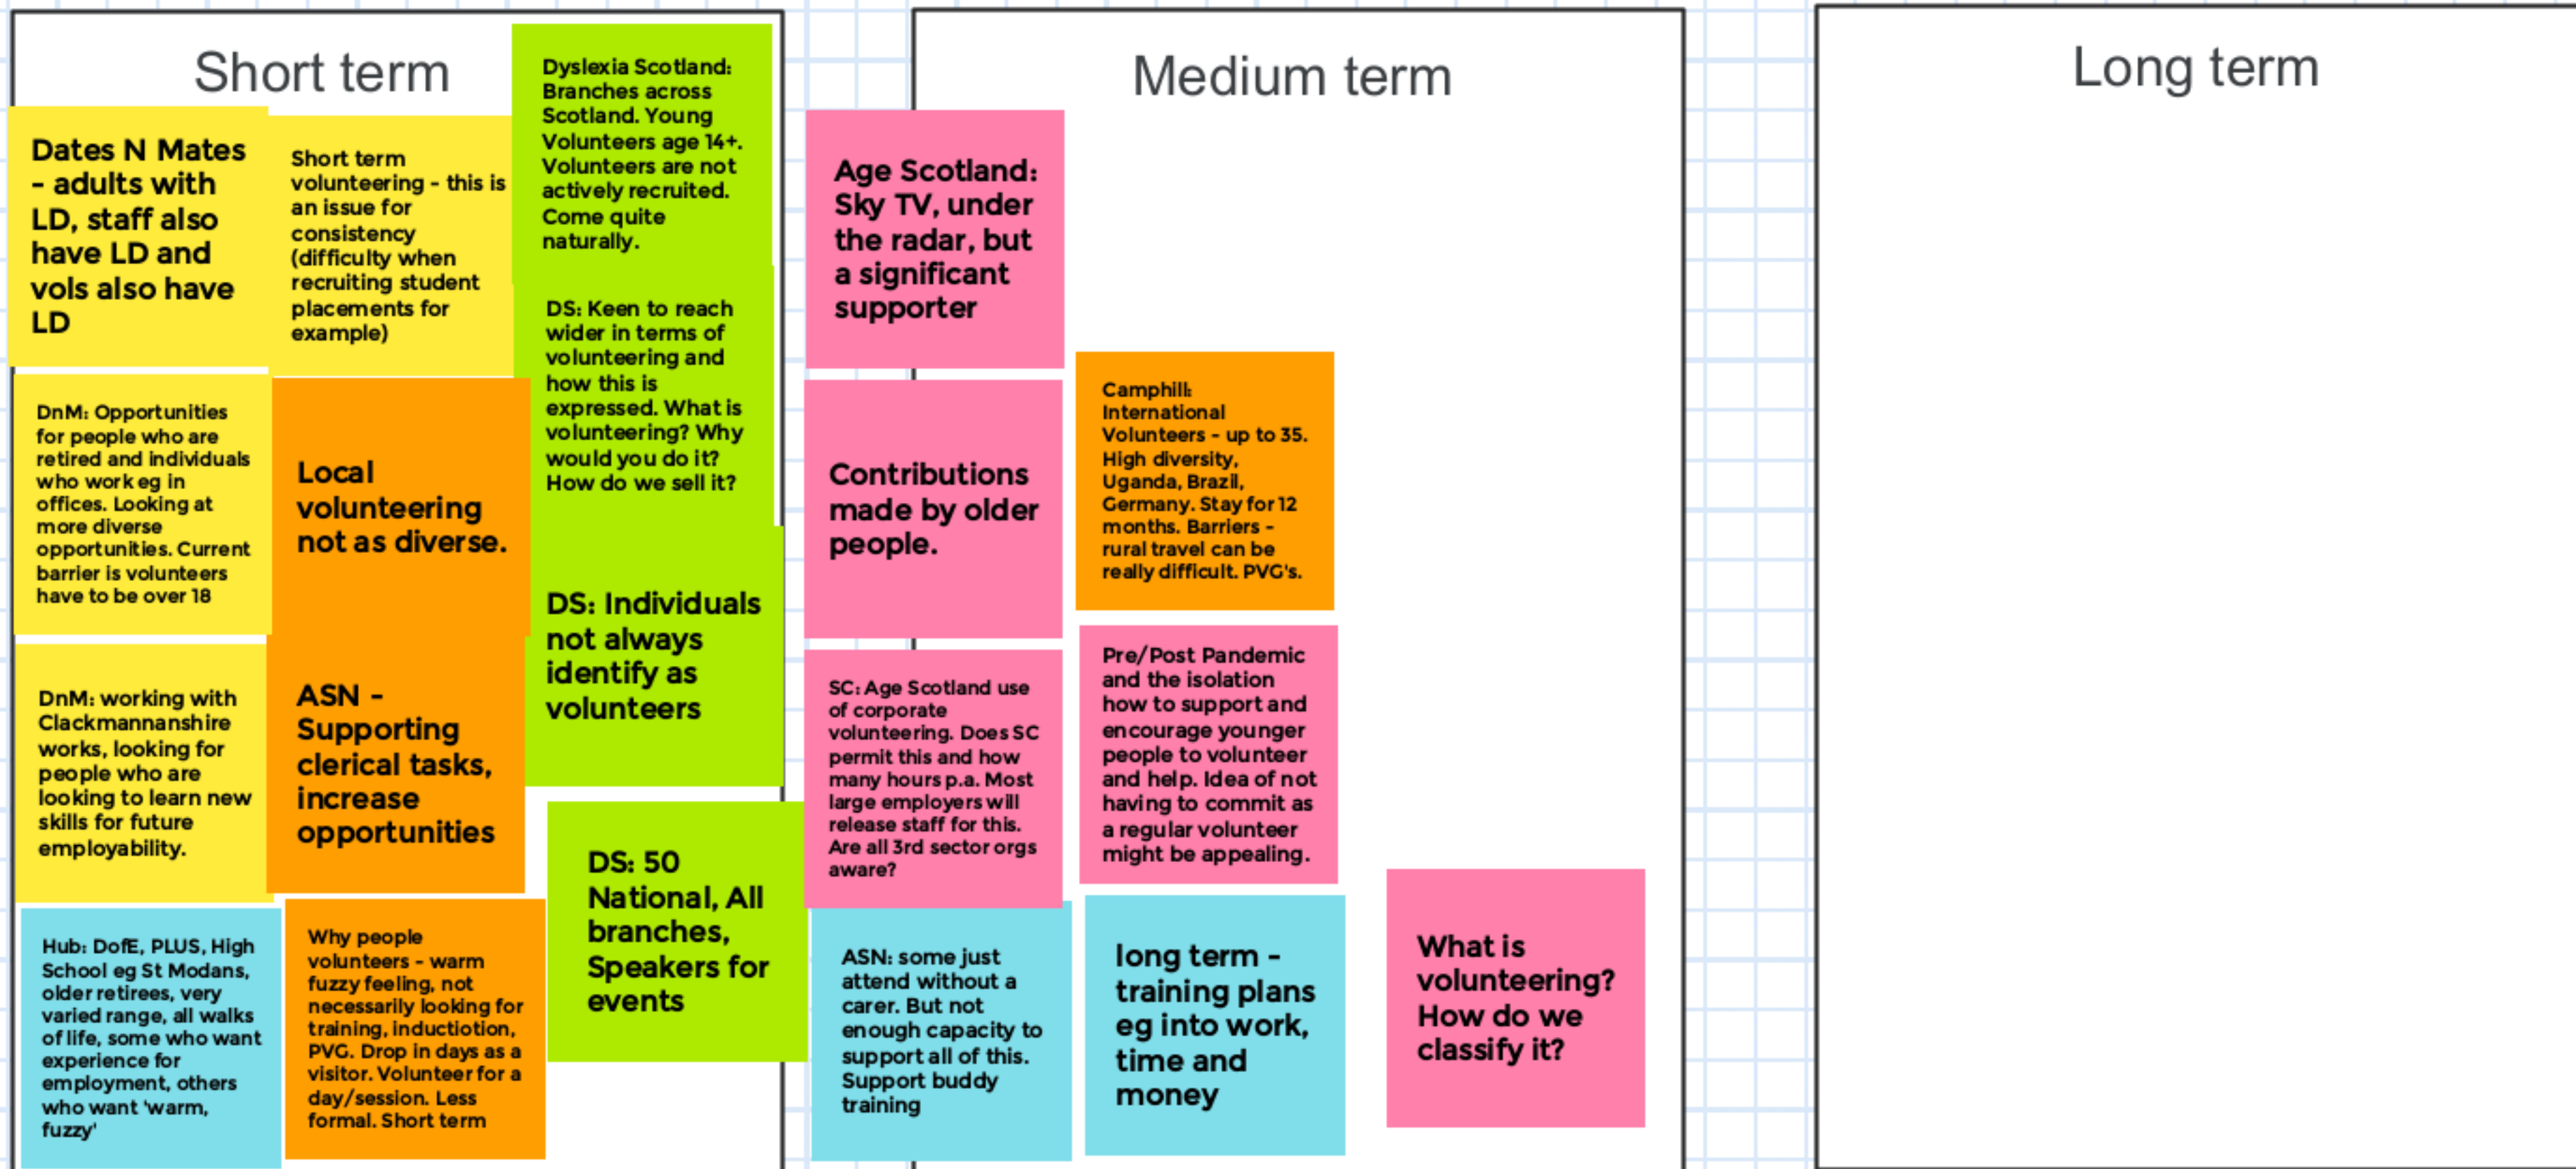 Short term
Dates N Mates
- adults with
LD, staff also
have LD and
vols also have
LD
Short term
volunteering - this is
an issue for
consistency
(difficulty when
recruiting student
placements for
example)
Dyslexia Scotland:
Branches across
Scotland. Young
Volunteers age 14+.
Volunteers are not
actively recruited.
Come quite
naturally.
DnM: Opportunities
for people who are
retired and individuals
who work eg in
offices. Looking at
more diverse
opportunities. Current
barrier is volunteers
have to be over 18
Local
volunteering
not as diverse.
DS: Keen to reach
wider in terms of
volunteering and
how this is
expressed. What is
volunteering? Why
would you do it?
How do we sell it?
DnM: working with
Clackmannanshire
works, looking for
people who are
looking to learn new
skills for future
employability.
ASN -
Supporting
clerical tasks,
increase
opportunities
DS: Individuals
not always
identify as
volunteers
Hub: DofE, PLUS, High
School eg St Modans,
older retirees, very
varied range, all walks
of life, some who want
experience for
employment, others
who want 'warm,
fuzzy'
Why people
volunteers - warm
fuzzy feeling, not
necessarily looking for
training, inductiotion,
PVG. Drop in days as a
visitor. Volunteer for a
day/session. Less
formal. Short term
DS: 50
National, All
branches,
Speakers for
events
Medium term
Age Scotland:
Sky TV, under
the radar, but
a significant
supporter
Contributions
made by older
people.
Camphill:
International
Volunteers - up to 35.
High diversity,
Uganda, Brazil,
Germany. Stay for 12
months. Barriers -
rural travel can be
really difficult. PVG's.
SC: Age Scotland use
of corporate
volunteering. Does SC
permit this and how
many hours p.a. Most
large employers will
release staff for this.
Are all 3rd sector orgs
aware?
Pre/Post Pandemic
and the isolation
how to support and
encourage younger
people to volunteer
and help. Idea of not
having to commit as
a regular volunteer
might be appealing.
ASN: some just
attend without a
carer. But not
enough capacity to
support all of this.
Support buddy
training
long term -
training plans
eg into work,
time and
money
What is
volunteering?
How do we
classify it?
Long term